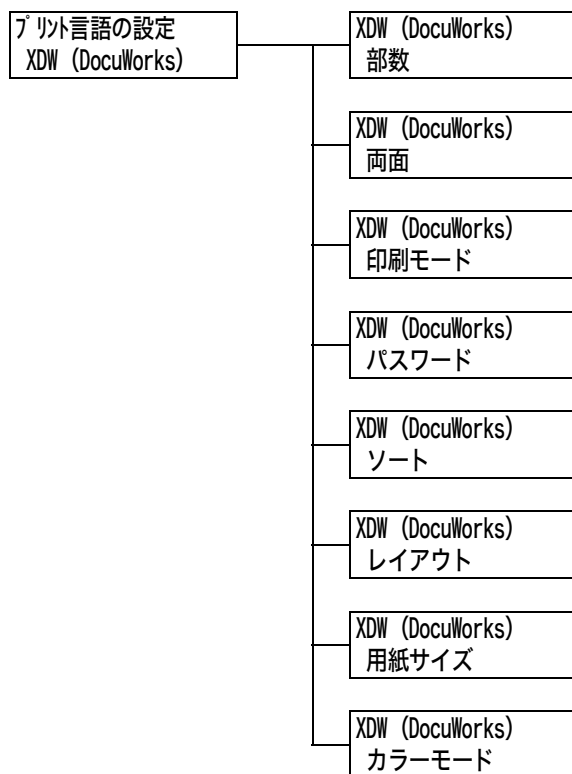 プリント言語の設定
XDW (DocuWorks)
XDW (DocuWorks)
部数
XDW (DocuWorks)
両面
XDW (DocuWorks)
印刷モード
XDW (DocuWorks)
パスワード
XDW (DocuWorks)
ソート
XDW (DocuWorks)
レイアウト
XDW (DocuWorks)
用紙サイズ
XDW (DocuWorks)
カラーモード